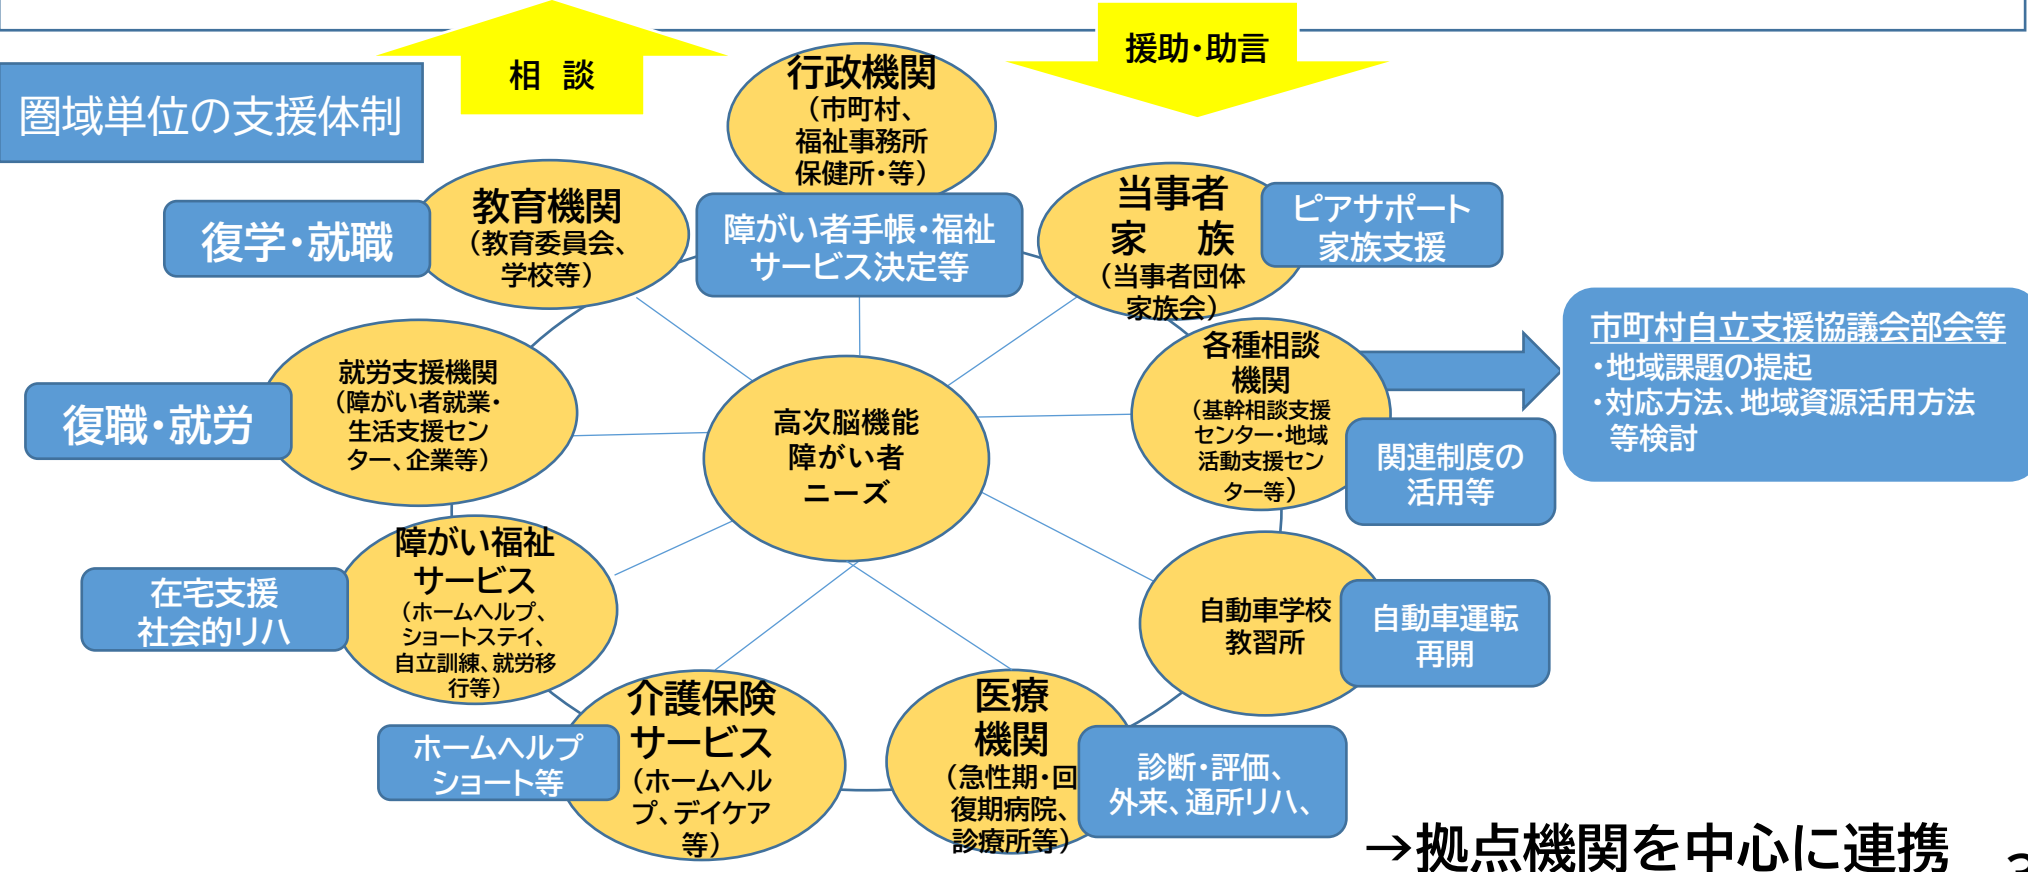 相 談
援助・助言
圏域単位の支援体制
行政機関
（市町村、
福祉事務所
保健所・等）
障がい者手帳・福祉
サービス決定等
教育機関
（教育委員会、
学校等）
復学・就職
当事者
家 族
（当事者団体
家族会）
ピアサポート
家族支援
就労支援機関
（障がい者就業・
生活支援セン
ター、企業等）
復職・就労
高次脳機能
障がい者
ニーズ
各種相談
機関
（基幹相談支援
センター・地域
活動支援セン
ター等）
関連制度の
活用等
市町村自立支援協議会部会等
・地域課題の提起
・対応方法、地域資源活用方法
等検討
障がい福祉
サービス
（ホームヘルプ、
ショートステイ、
自立訓練、就労移
行等）
在宅支援
社会的リハ
自動車学校
教習所
自動車運転
再開
介護保険
サービス
（ホームヘル
プ、デイケア
等）
ホームヘルプ
ショート等
医療
機関
（急性期・回
復期病院、
診療所等）
診断・評価、
外来、通所リハ、
→拠点機関を中心に連携